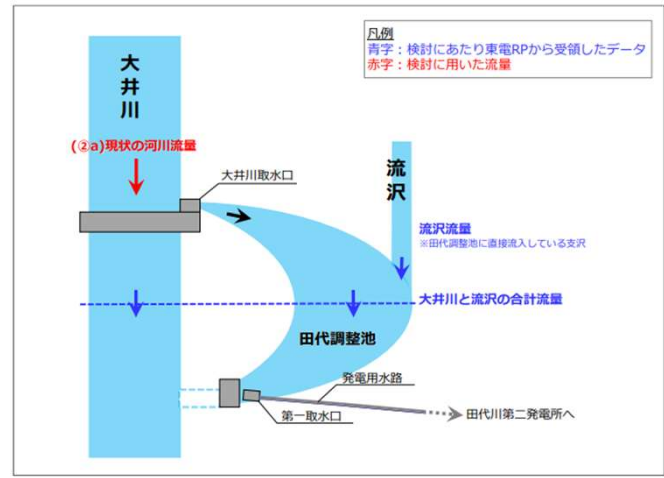 凡例
青字：検討にあたり東電RPから受領したデータ
赤字：検討に用いた流量
大井川
(②a)現状の河川流量
大井川取水口
流沢
流沢流量
※田代調整池に直接流入している支沢
大井川と流沢の合計流量
田代調整池
発電用水路
第一取水口
田代川第二発電所へ